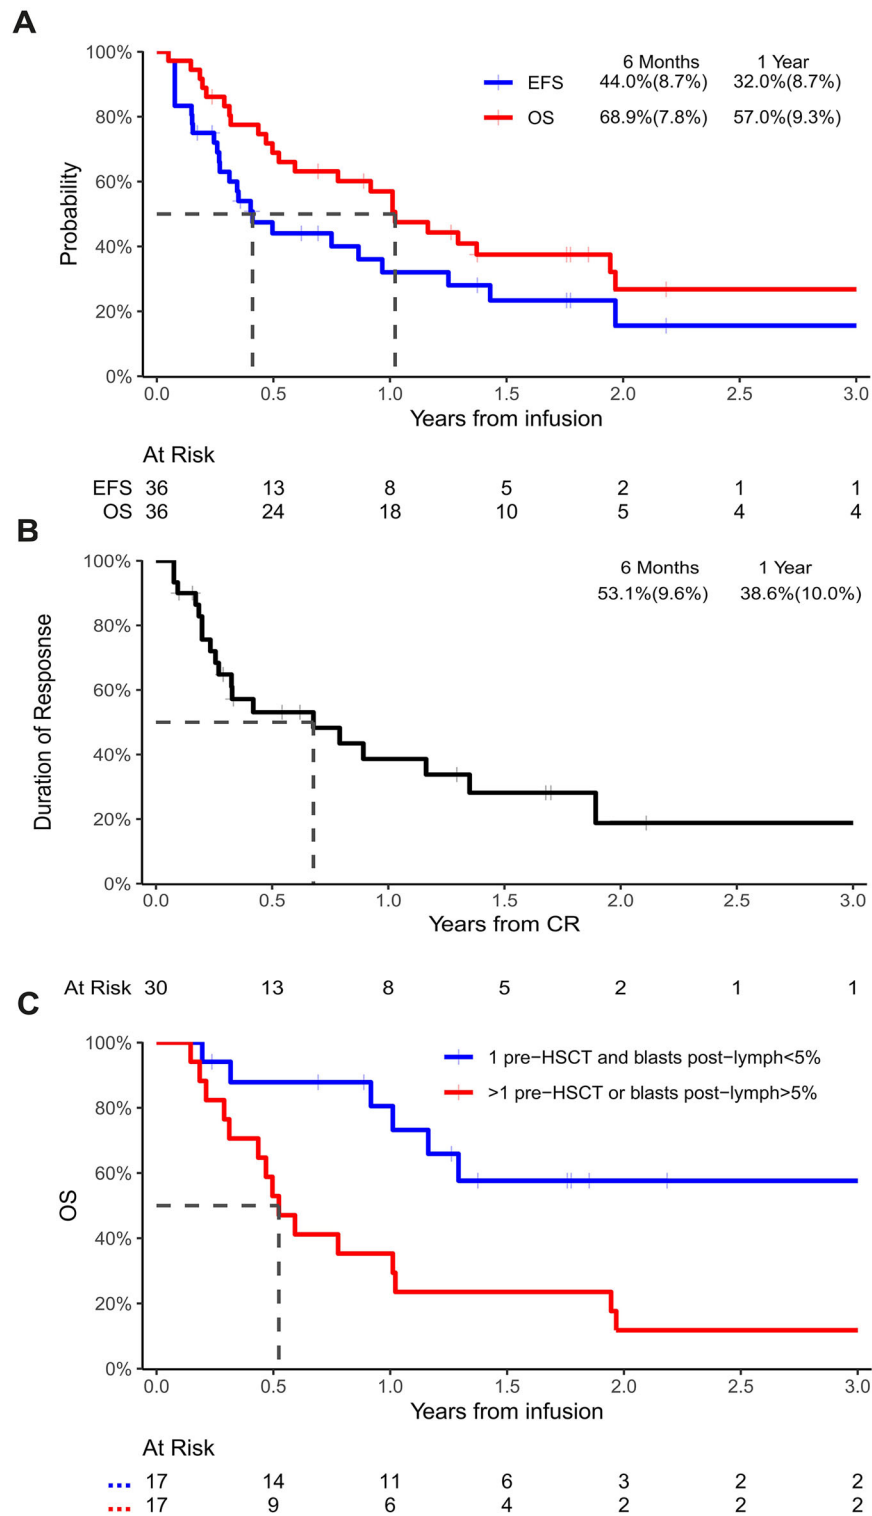 A
6 Months 1 Year
EFS 44.0%(8.7%) 32.0%(8.7%)
OS 68.9%(7.8%) 57.0%(9.3%)
100%
80%
60%
40%
20%
0%
Probability
0.0 0.5 1.0 1.5 2.0 2.5 3.0
Years from infusion
At Risk
EFS 36 13 8 5 2 1 1
OS 36 24 18 10 5 4 4
B
6 Months 1 Year
53.1%(9.6%) 38.6%(10.0%)
100%
80%
60%
40%
20%
0%
Duration of Resposnse
0.0 0.5 1.0 1.5 2.0 2.5 3.0
Years from CR
At Risk 30 13 8 5 2 1 1
C
1 pre−HSCT and blasts post−lymph<5%
>1 pre−HSCT or blasts post−lymph>5%
100%
80%
60%
40%
20%
0%
OS
0.0 0.5 1.0 1.5 2.0 2.5 3.0
Years from infusion
At Risk
17 14 11 6 3 2 2
17 9 6 4 2 2 2